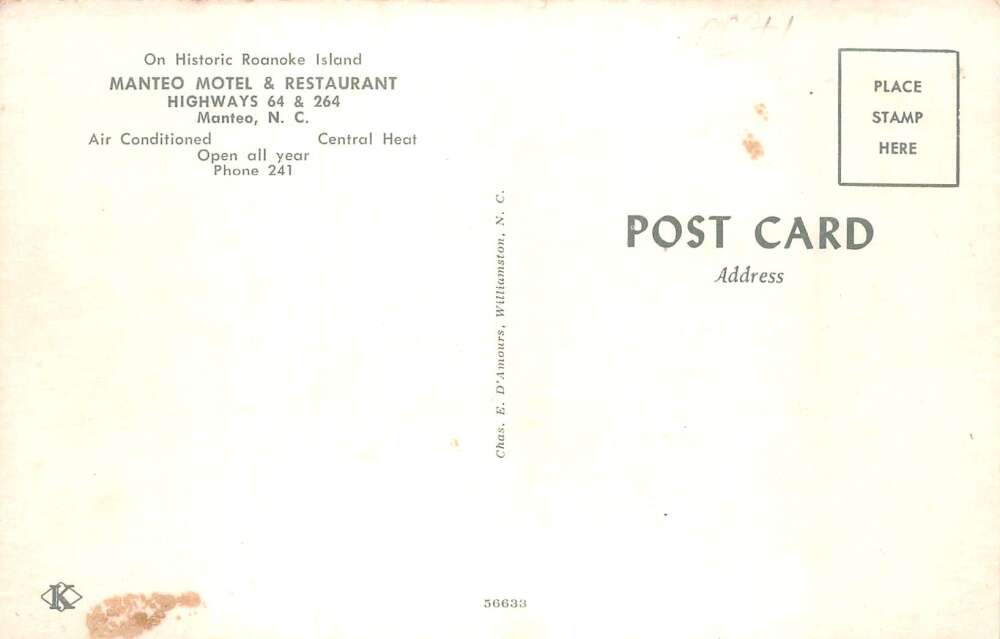 On Historic Roanoke Island
MANTEO MOTEL & RESTAURANT
HIGHWAYS 64 & 264
Manteo, N. C.
Air Conditioned Central Heat
Open all year
Phone 241
Chas. E. D'Amours, Williamston, N. C.
PLACE
STAMP
HERE
POST CARD
Address
K
56633